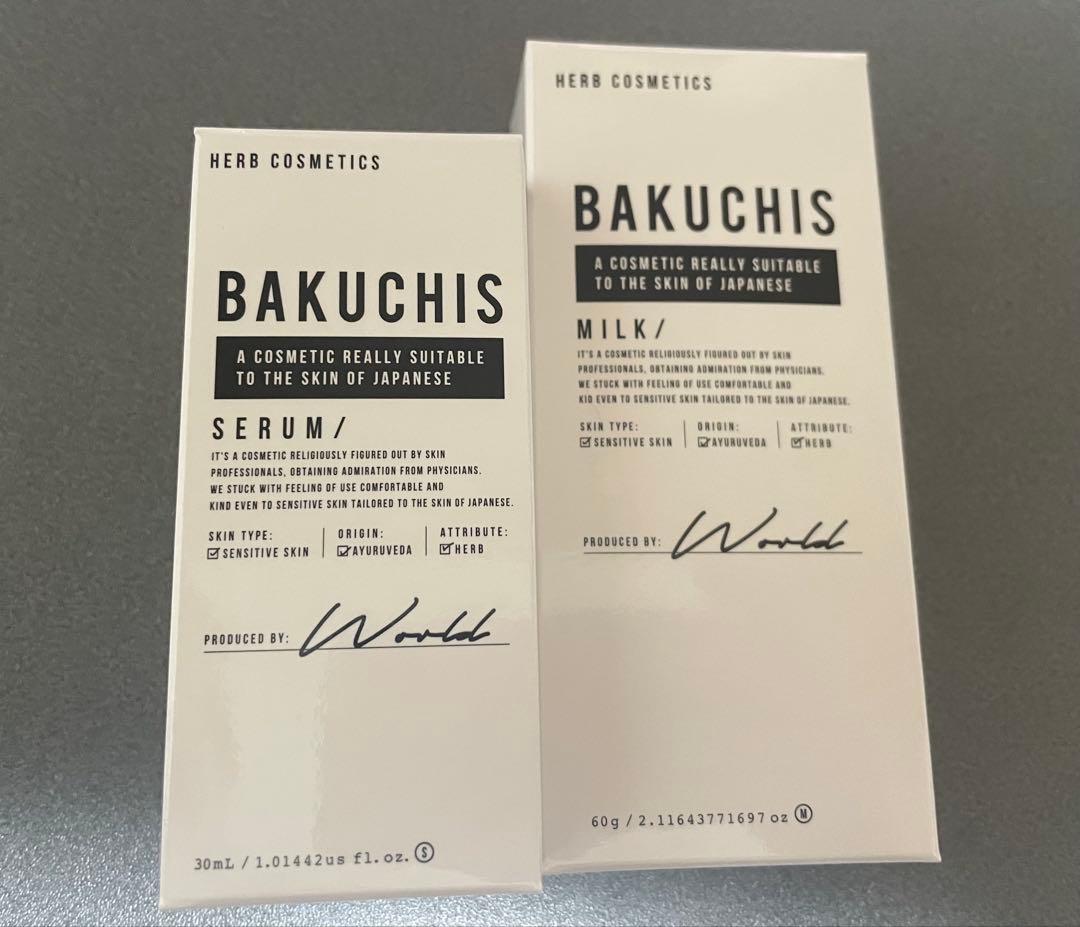 HERB COSMETICS
BAKUCHIS
A COSMETIC REALLY SUITABLE
TO THE SKIN OF JAPANESE
SERUM/
IT'S A COSMETIC RELIGIOUSLY FIGURED OUT BY SKIN
PROFESSIONALS, OBTAINING ADMIRATION FROM PHYSICIANS.
WE STUCK WITH FEELING OF USE COMFORTABLE AND
KIND EVEN TO SENSITIVE SKIN TAILORED TO THE SKIN OF JAPANESE.
SKIN TYPE: ORIGIN: ATTRIBUTE:
☑SENSITIVE SKIN ☑AYURUVEDA ☑HERB
PRODUCED BY: World
30mL / 1.01442us fl.oz. Ⓢ
HERB COSMETICS
BAKUCHIS
A COSMETIC REALLY SUITABLE
TO THE SKIN OF JAPANESE
MILK/
IT'S A COSMETIC RELIGIOUSLY FIGURED OUT BY SKIN
PROFESSIONALS, OBTAINING ADMIRATION FROM PHYSICIANS.
WE STUCK WITH FEELING OF USE COMFORTABLE AND
KID EVEN TO SENSITIVE SKIN TAILORED TO THE SKIN OF JAPANESE.
SKIN TYPE: ORIGIN: ATTRIBUTE:
☑SENSITIVE SKIN ☑AYURUVEDA ☑HERB
PRODUCED BY: World
60g / 2.11643771697 oz Ⓜ